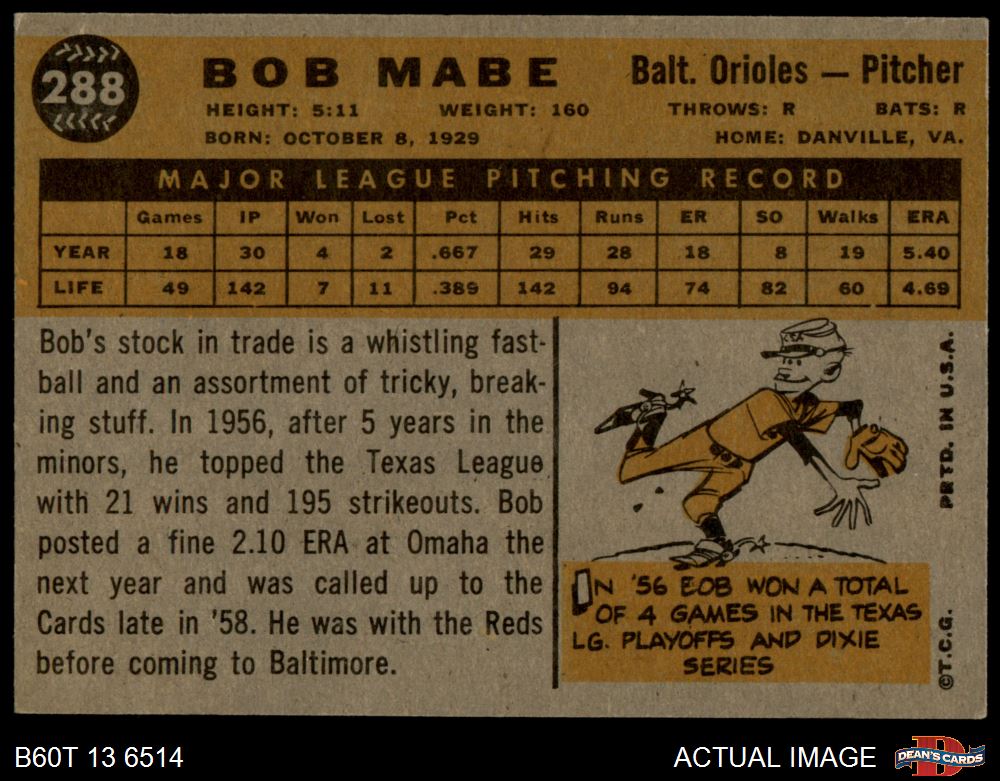 288
BOB MABE
Balt. Orioles — Pitcher
HEIGHT: 5:11 WEIGHT: 160 THROWS: R BATS: R
BORN: OCTOBER 8, 1929 HOME: DANVILLE, VA.
MAJOR LEAGUE PITCHING RECORD
Games IP Won Lost Pct Hits Runs ER SO Walks ERA
YEAR 18 30 4 2 .667 29 28 18 8 19 5.40
LIFE 49 142 7 11 .389 142 94 74 82 60 4.69
Bob's stock in trade is a whistling fast-
ball and an assortment of tricky, break-
ing stuff. In 1956, after 5 years in the
minors, he topped the Texas League
with 21 wins and 195 strikeouts. Bob
posted a fine 2.10 ERA at Omaha the
next year and was called up to the
Cards late in '58. He was with the Reds
before coming to Baltimore.
IN '56 BOB WON A TOTAL
OF 4 GAMES IN THE TEXAS
LG. PLAYOFFS AND DIXIE
SERIES
PRTD. IN U.S.A.
©T.C.G.
B60T 13 6514
ACTUAL IMAGE
D
DEAN'S CARDS